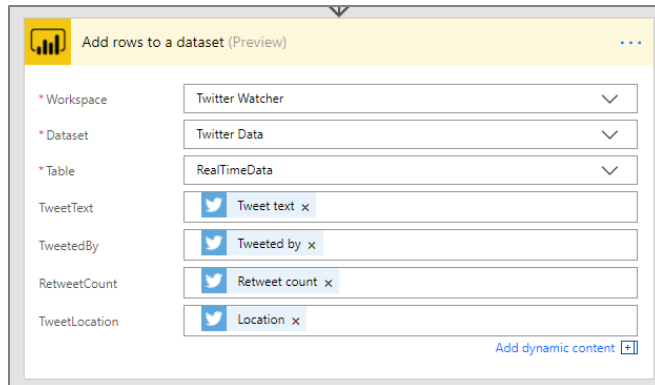 Add rows to a dataset (Preview)
* Workspace Twitter Watcher
* Dataset Twitter Data
* Table RealTimeData
TweetText Tweet text ×
TweetedBy Tweeted by ×
RetweetCount Retweet count ×
TweetLocation Location ×
Add dynamic content